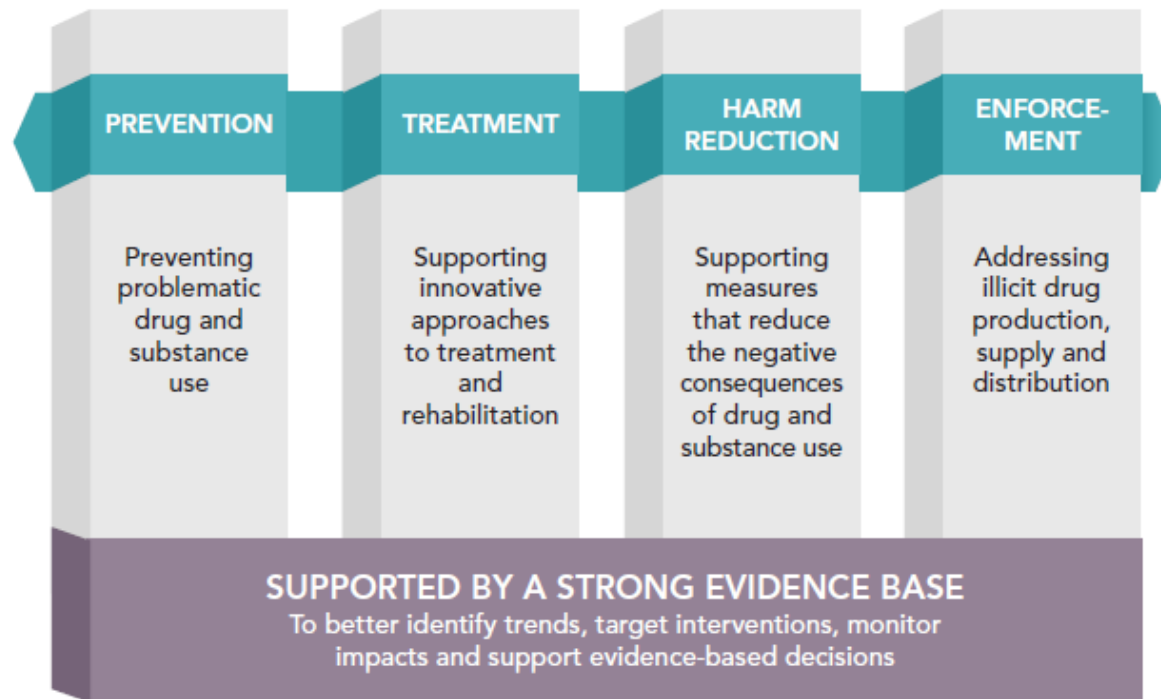 PREVENTION
Preventing
problematic
drug and
substance
use
TREATMENT
Supporting
innovative
approaches
to treatment
and
rehabilitation
HARM
REDUCTION
Supporting
measures
that reduce
the negative
consequences
of drug and
substance use
ENFORCE-
MENT
Addressing
illicit drug
production,
supply and
distribution
SUPPORTED BY A STRONG EVIDENCE BASE
To better identify trends, target interventions, monitor
impacts and support evidence-based decisions